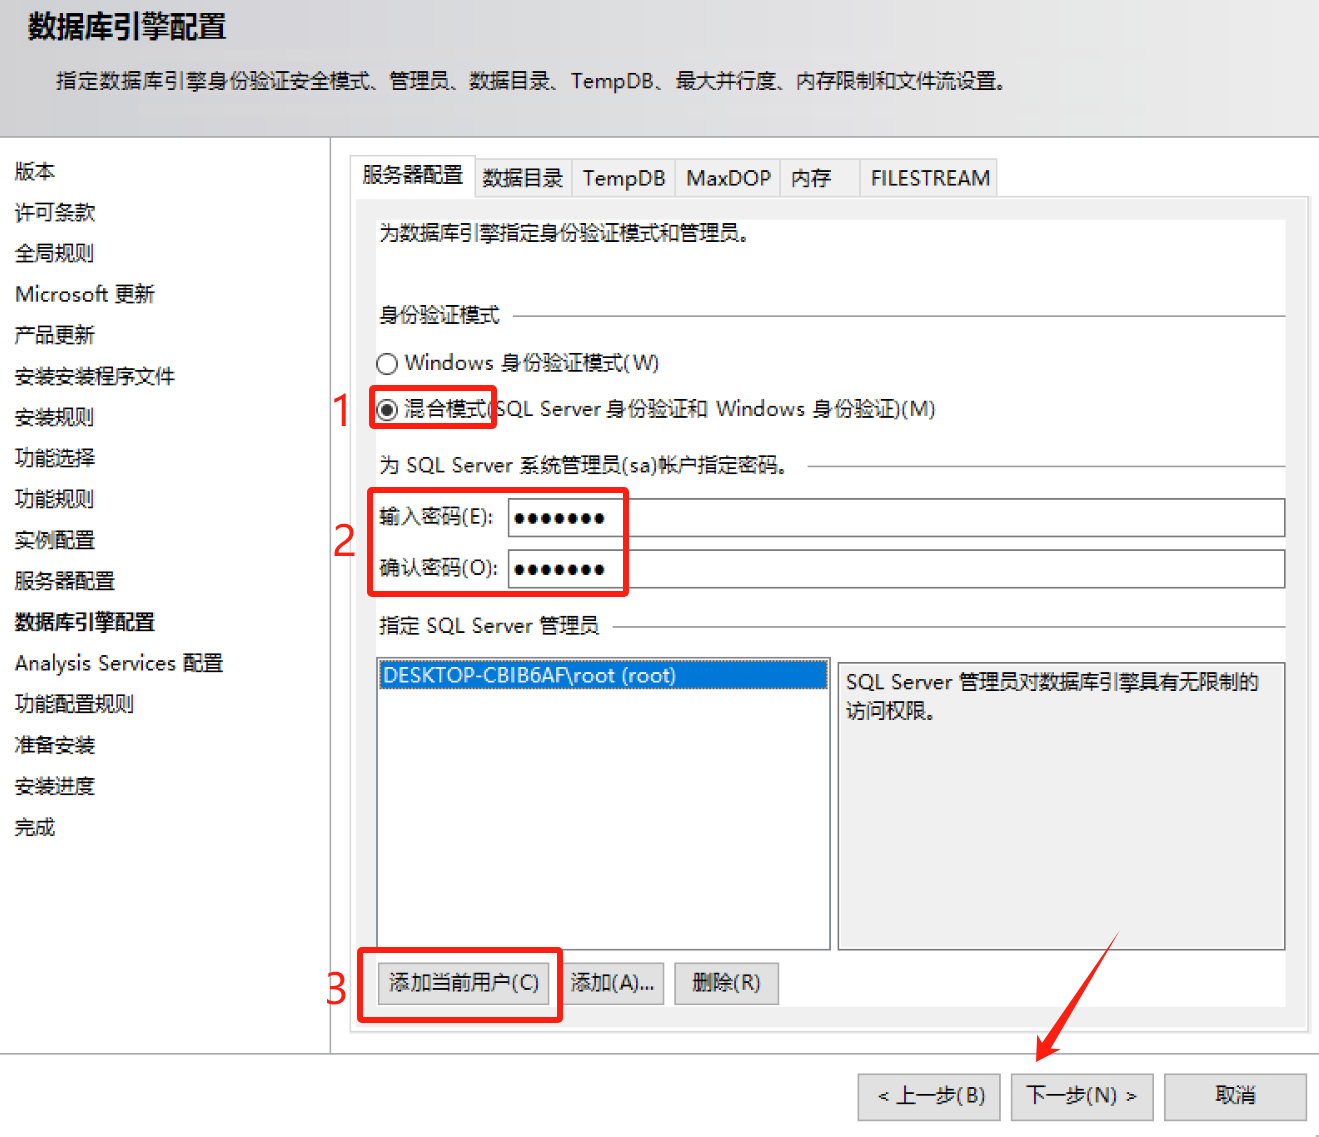 数据库引擎配置
指定数据库引擎身份验证安全模式、管理员、数据目录、TempDB、最大并行度、内存限制和文件流设置。
版本
许可条款
全局规则
Microsoft 更新
产品更新
安装安装程序文件
安装规则
功能选择
功能规则
实例配置
服务器配置
数据库引擎配置
Analysis Services 配置
功能配置规则
准备安装
安装进度
完成
服务器配置 数据目录 TempDB MaxDOP 内存 FILESTREAM
为数据库引擎指定身份验证模式和管理员。
身份验证模式
Windows 身份验证模式(W)
1 混合模式(SQL Server 身份验证和 Windows 身份验证)(M)
为 SQL Server 系统管理员(sa)帐户指定密码。
2
输入密码(E): ●●●●●●●
确认密码(O): ●●●●●●●
指定 SQL Server 管理员
DESKTOP-CBIB6AF\root (root)
SQL Server 管理员对数据库引擎具有无限制的
访问权限。
3 添加当前用户(C) 添加(A)... 删除(R)
< 上一步(B) 下一步(N) > 取消